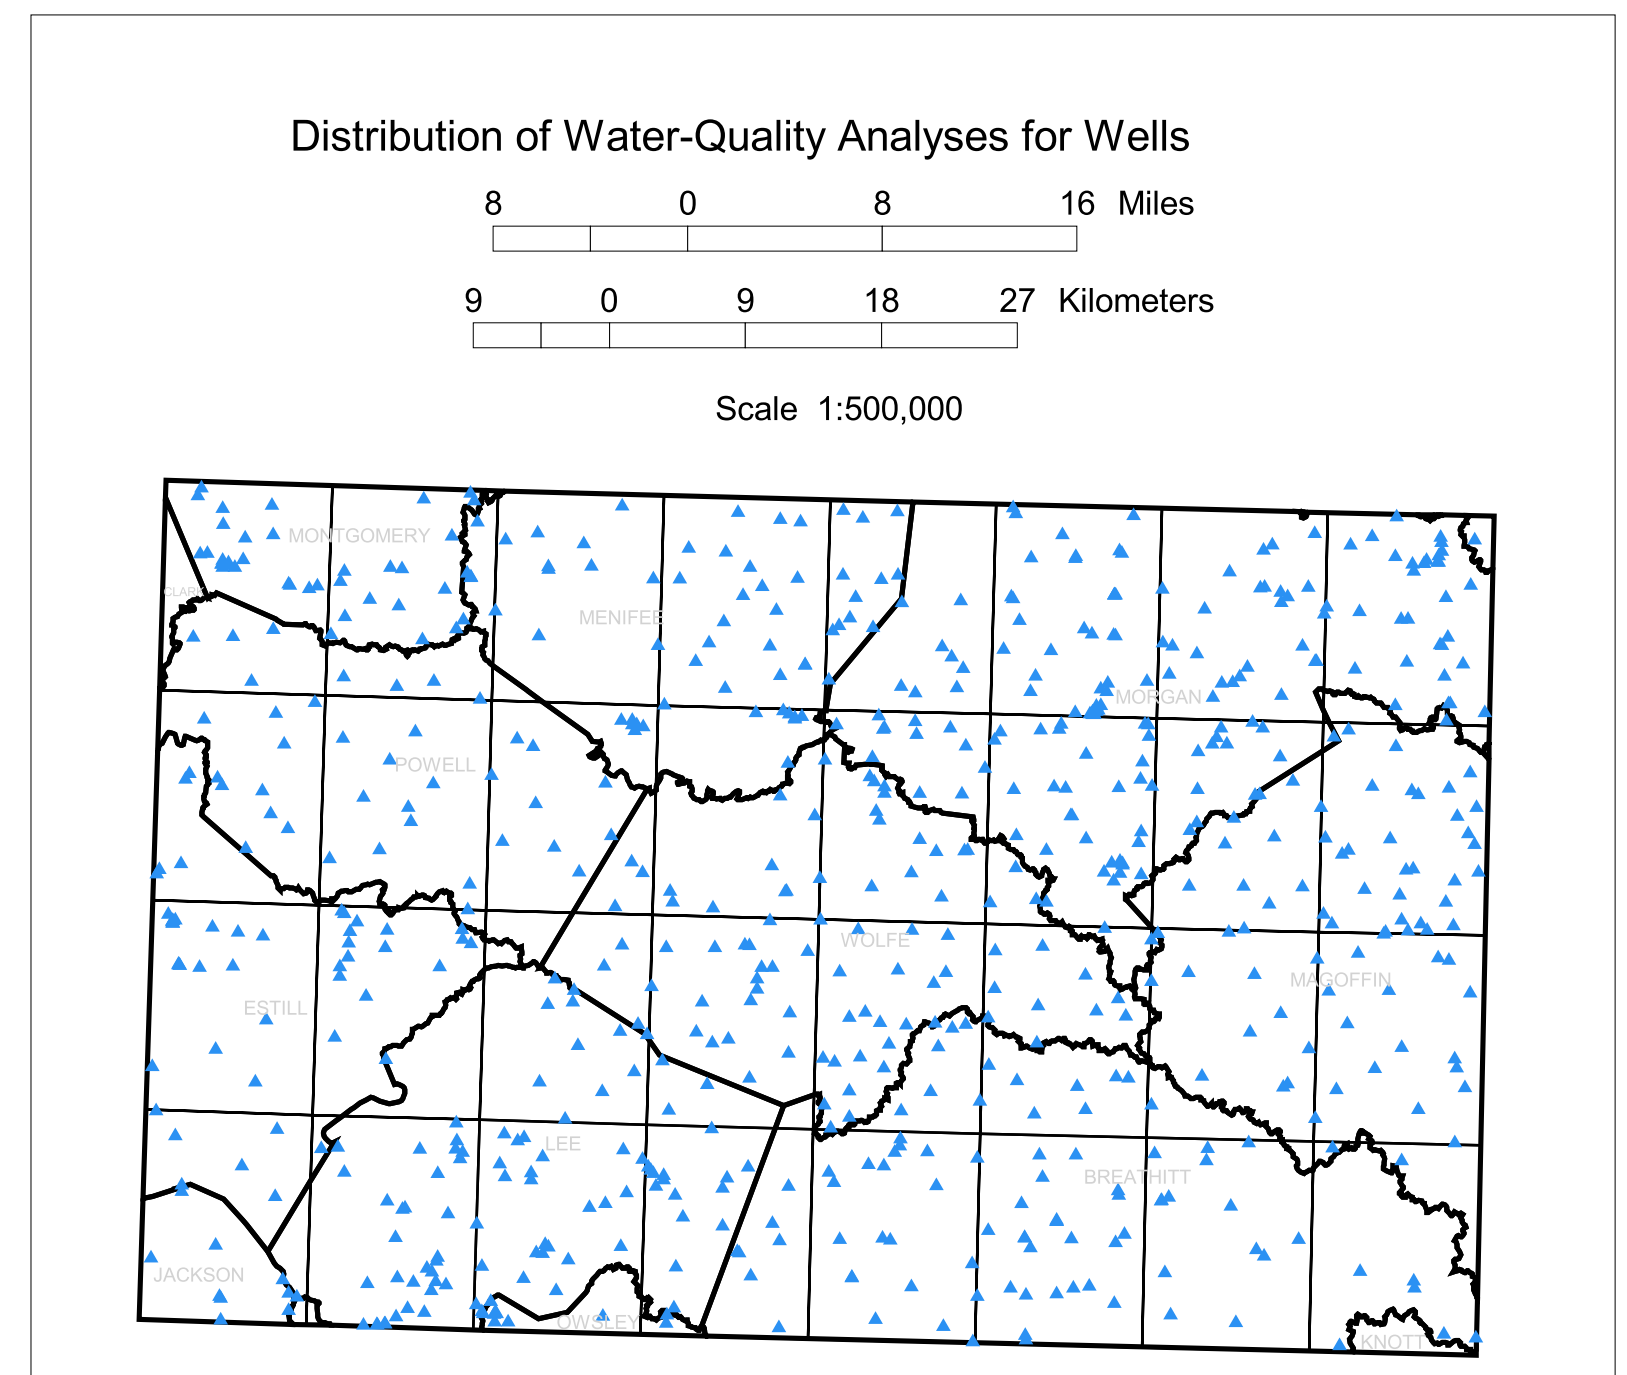 Distribution of Water-Quality Analyses for Wells
8 0 8 16 Miles
9 0 9 18 27 Kilometers
Scale 1:500,000
MONTGOMERY
CLARK
MENIFEE
MORGAN
POWELL
WOLFE
MAGOFFIN
ESTILL
LEE
BREATHITT
JACKSON
OWSLEY
KNOTT